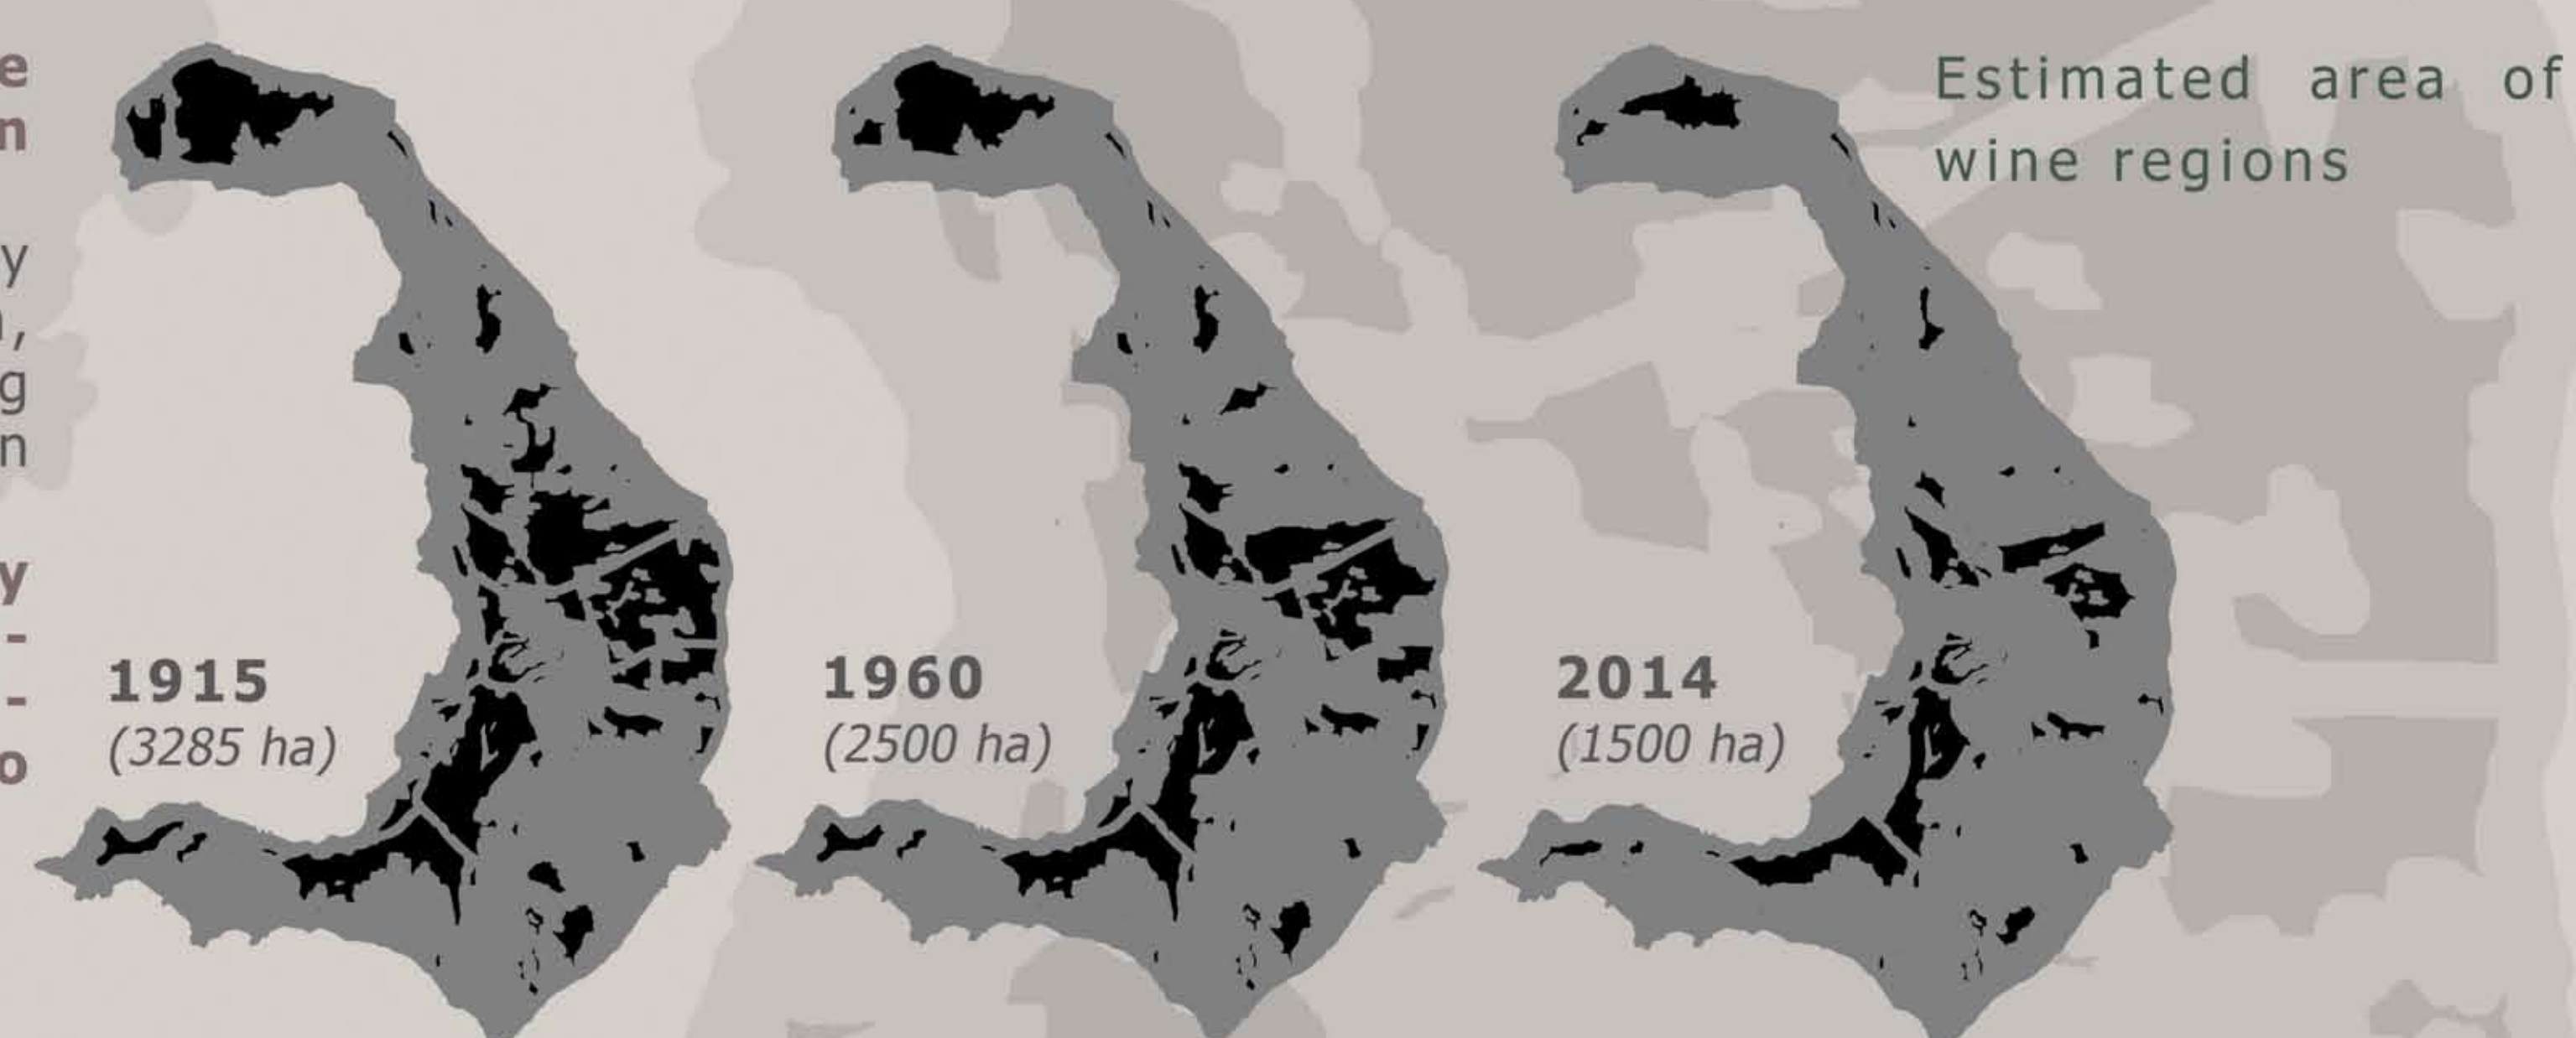 e
n
y
,
g
n
y
-
-
o
Estimated area of
wine regions
1915
(3285 ha)
1960
(2500 ha)
2014
(1500 ha)